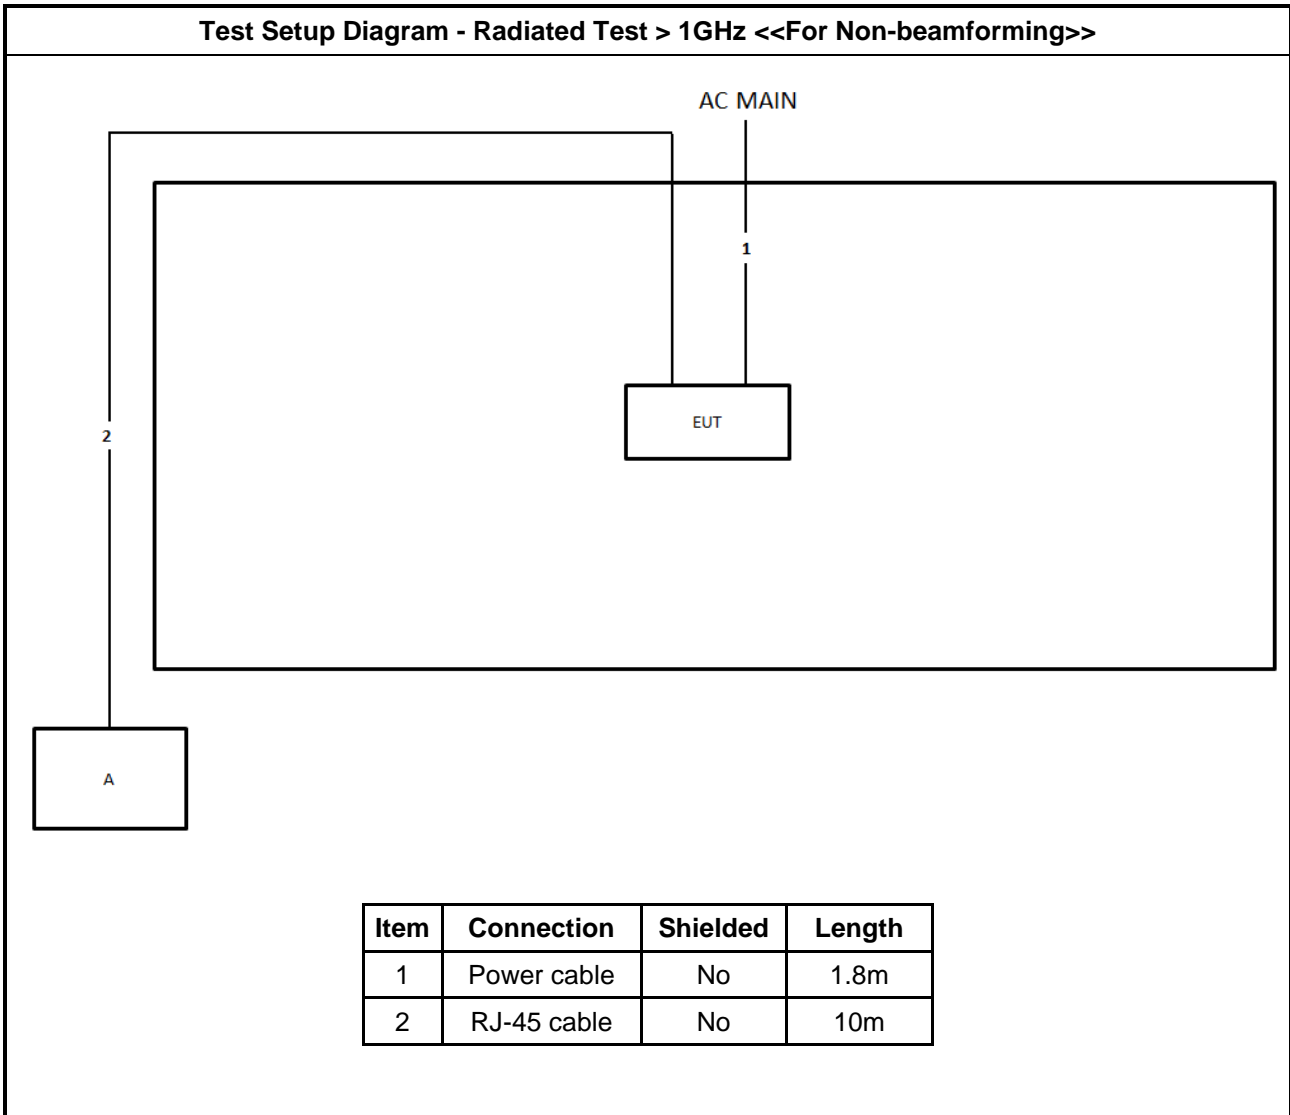 Test Setup Diagram - Radiated Test > 1GHz <<For Non-beamforming>>
AC MAIN
1
EUT
2
A
Item Connection Shielded Length
1 Power cable No 1.8m
2 RJ-45 cable No 10m